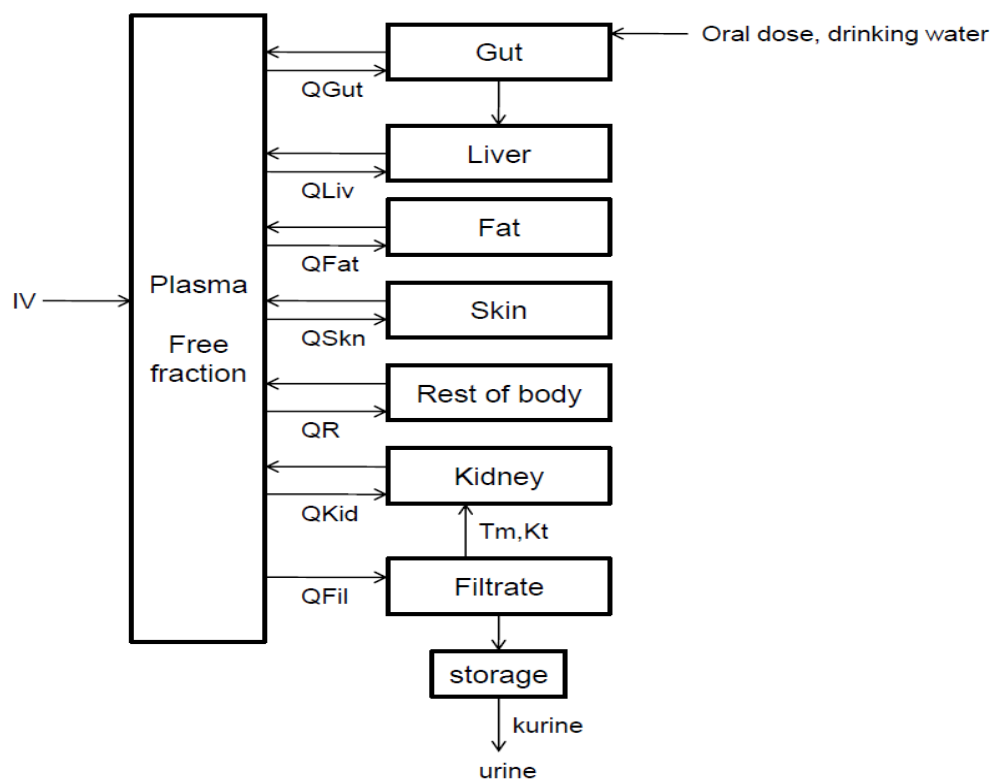 Oral dose, drinking water
Gut
QGut
Liver
QLiv
Fat
QFat
Plasma
Free
fraction
IV
Skin
QSkn
Rest of body
QR
Kidney
QKid
Tm,Kt
Filtrate
QFil
storage
kurine
urine